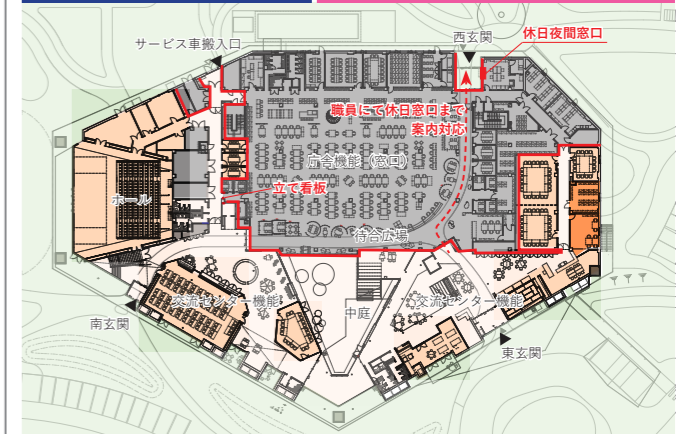 西玄関
休日夜間窓口
サービス車搬入口
職員にて休日窓口まで
案内対応
庁舎機能（窓口）
立て看板
ホール
待合広場
交流センター機能
中庭
交流センター機能
南玄関
東玄関